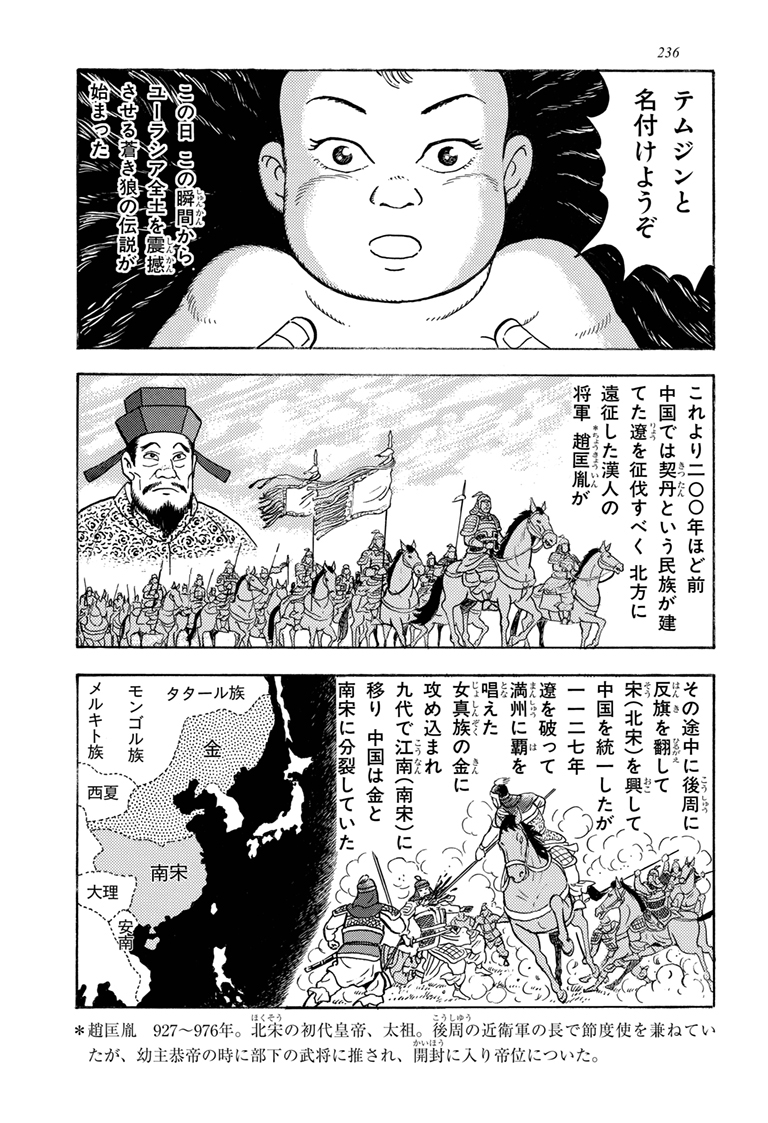 236
テムジンと
名付けようぞ
この日 この瞬間から
ユーラシア全土を震撼
させる蒼き狼の伝説が
始まった
これより二〇〇年ほど前
中国では契丹という民族が建
てた遼を征伐すべく 北方に
遠征した漢人の
将軍 *趙匡胤が
その途中に後周に
反旗を翻して
宋(北宋)を興して
中国を統一したが
一一二七年
遼を破って
満州に覇を
唱えた
女真族の金に
攻め込まれ
九代で江南(南宋)に
移り 中国は金と
南宋に分裂していた
タタール族
モンゴル族
メルキト族
金
西夏
南宋
大理
安南
*趙匡胤 927〜976年。北宋の初代皇帝、太祖。後周の近衛軍の長で節度使を兼ねてい
たが、幼主恭帝の時に部下の武将に推され、開封に入り帝位についた。